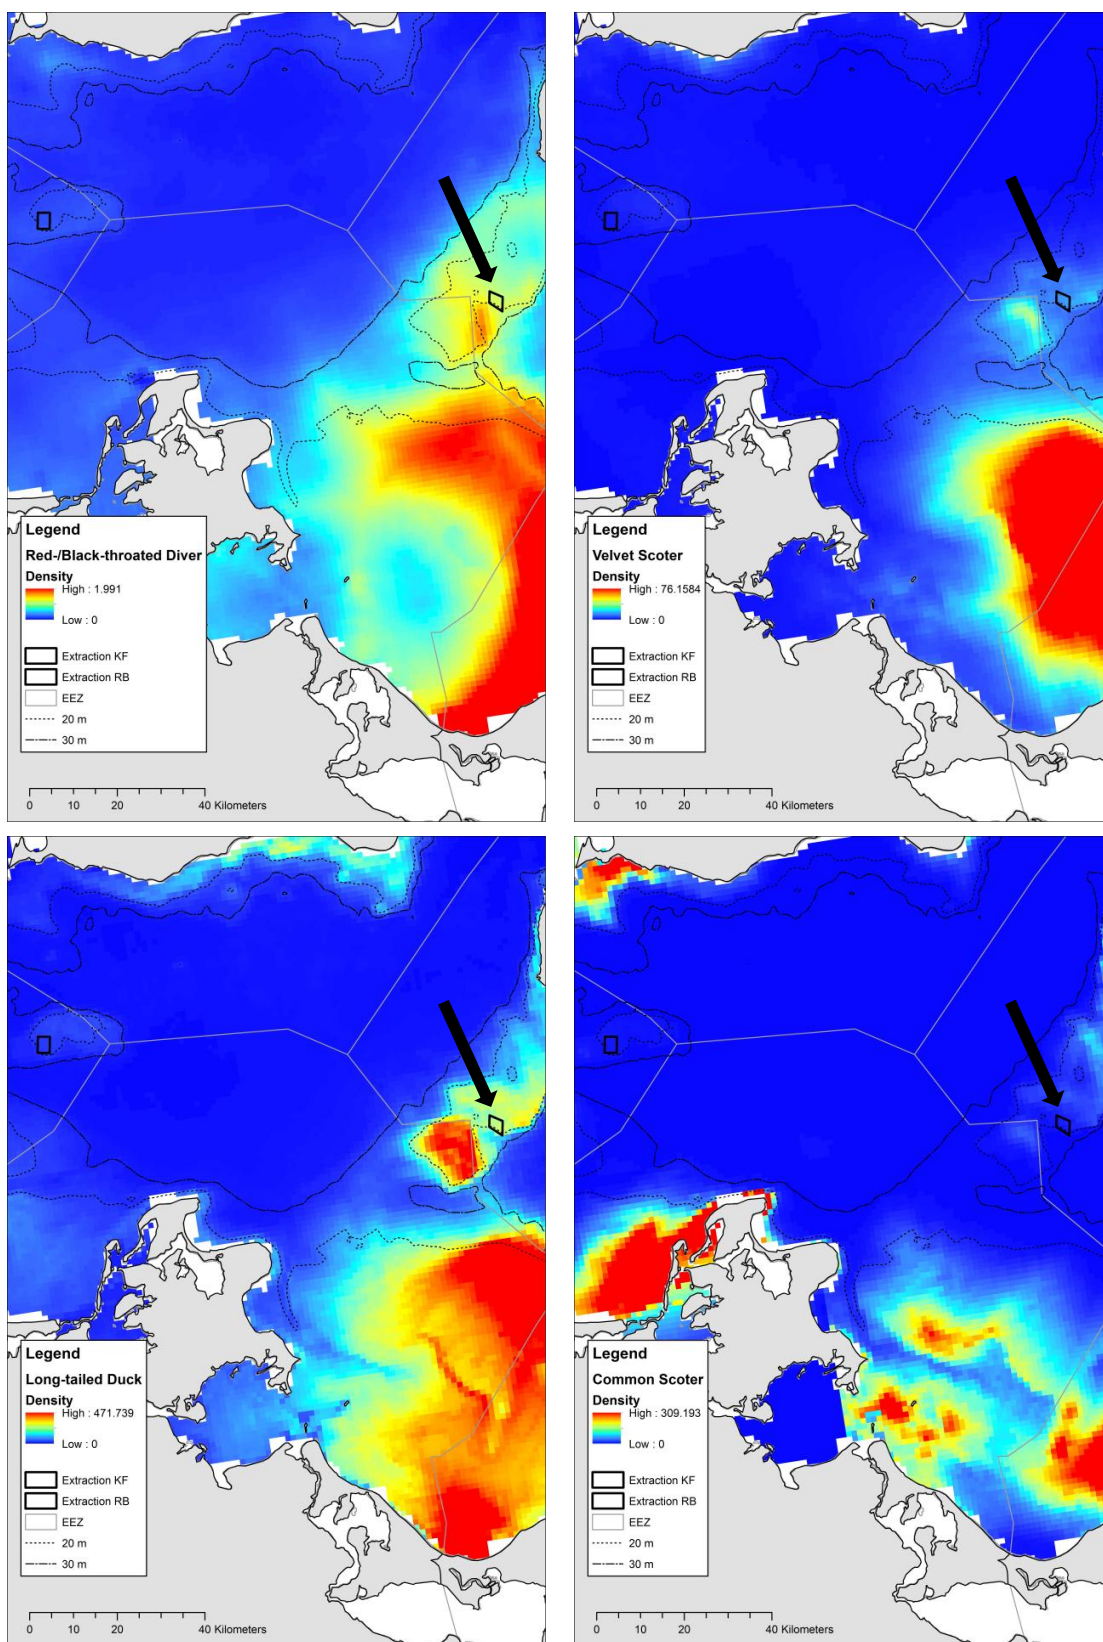 Legend
Red-/Black-throated Diver
Density
High : 1.991
Low : 0
Extraction KF
Extraction RB
EEZ
20 m
30 m
0 10 20 40 Kilometers
Legend
Velvet Scoter
Density
High : 76.1584
Low : 0
Extraction KF
Extraction RB
EEZ
20 m
30 m
0 10 20 40 Kilometers
Legend
Long-tailed Duck
Density
High : 471.739
Low : 0
Extraction KF
Extraction RB
EEZ
20 m
30 m
0 10 20 40 Kilometers
Legend
Common Scoter
Density
High : 309.193
Low : 0
Extraction KF
Extraction RB
EEZ
20 m
30 m
0 10 20 40 Kilometers